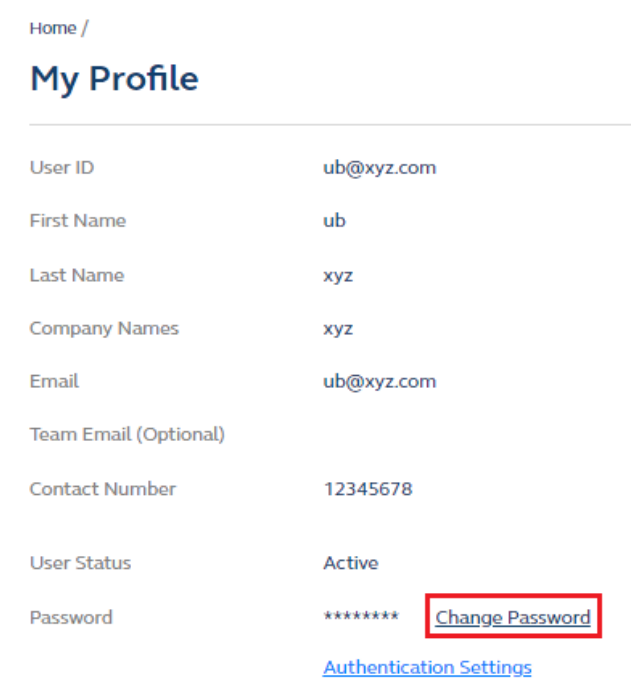 Home /
My Profile
User ID ub@xyz.com
First Name ub
Last Name xyz
Company Names xyz
Email ub@xyz.com
Team Email (Optional)
Contact Number 12345678
User Status Active
Password ******** Change Password
Authentication Settings